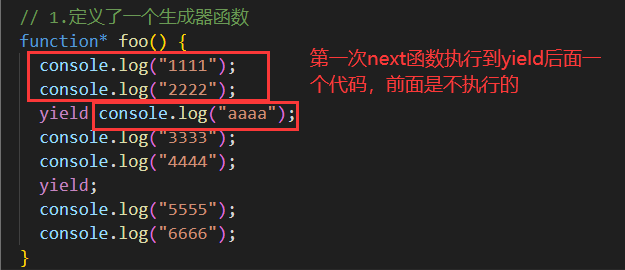 // 1.定义了一个生成器函数
function* foo() {
console.log("1111");
console.log("2222");
yield console.log("aaaa");
console.log("3333");
console.log("4444");
yield;
console.log("5555");
console.log("6666");
}
第一次next函数执行到yield后面一
个代码，前面是不执行的